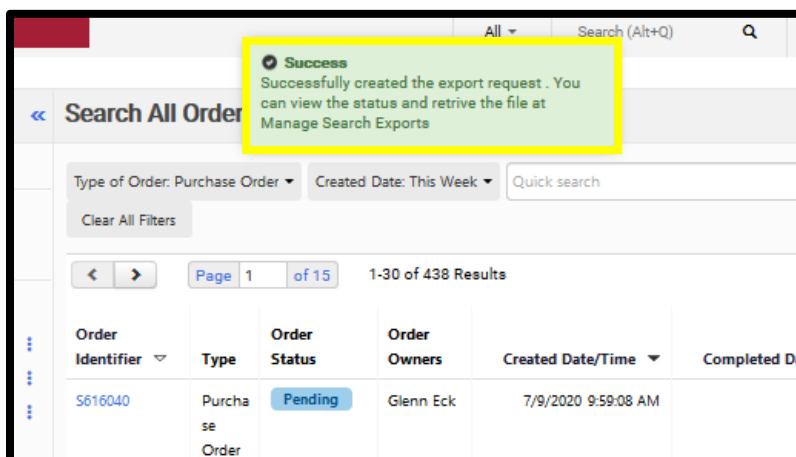 All
Search (Alt+Q)
Success
Successfully created the export request . You
can view the status and retrive the file at
Manage Search Exports
Search All Order
Type of Order: Purchase Order
Created Date: This Week
Quick search
Clear All Filters
Page 1 of 15
1-30 of 438 Results
Order Identifier
Type
Order Status
Order Owners
Created Date/Time
Completed D
S616040
Purcha
se
Order
Pending
Glenn Eck
7/9/2020 9:59:08 AM